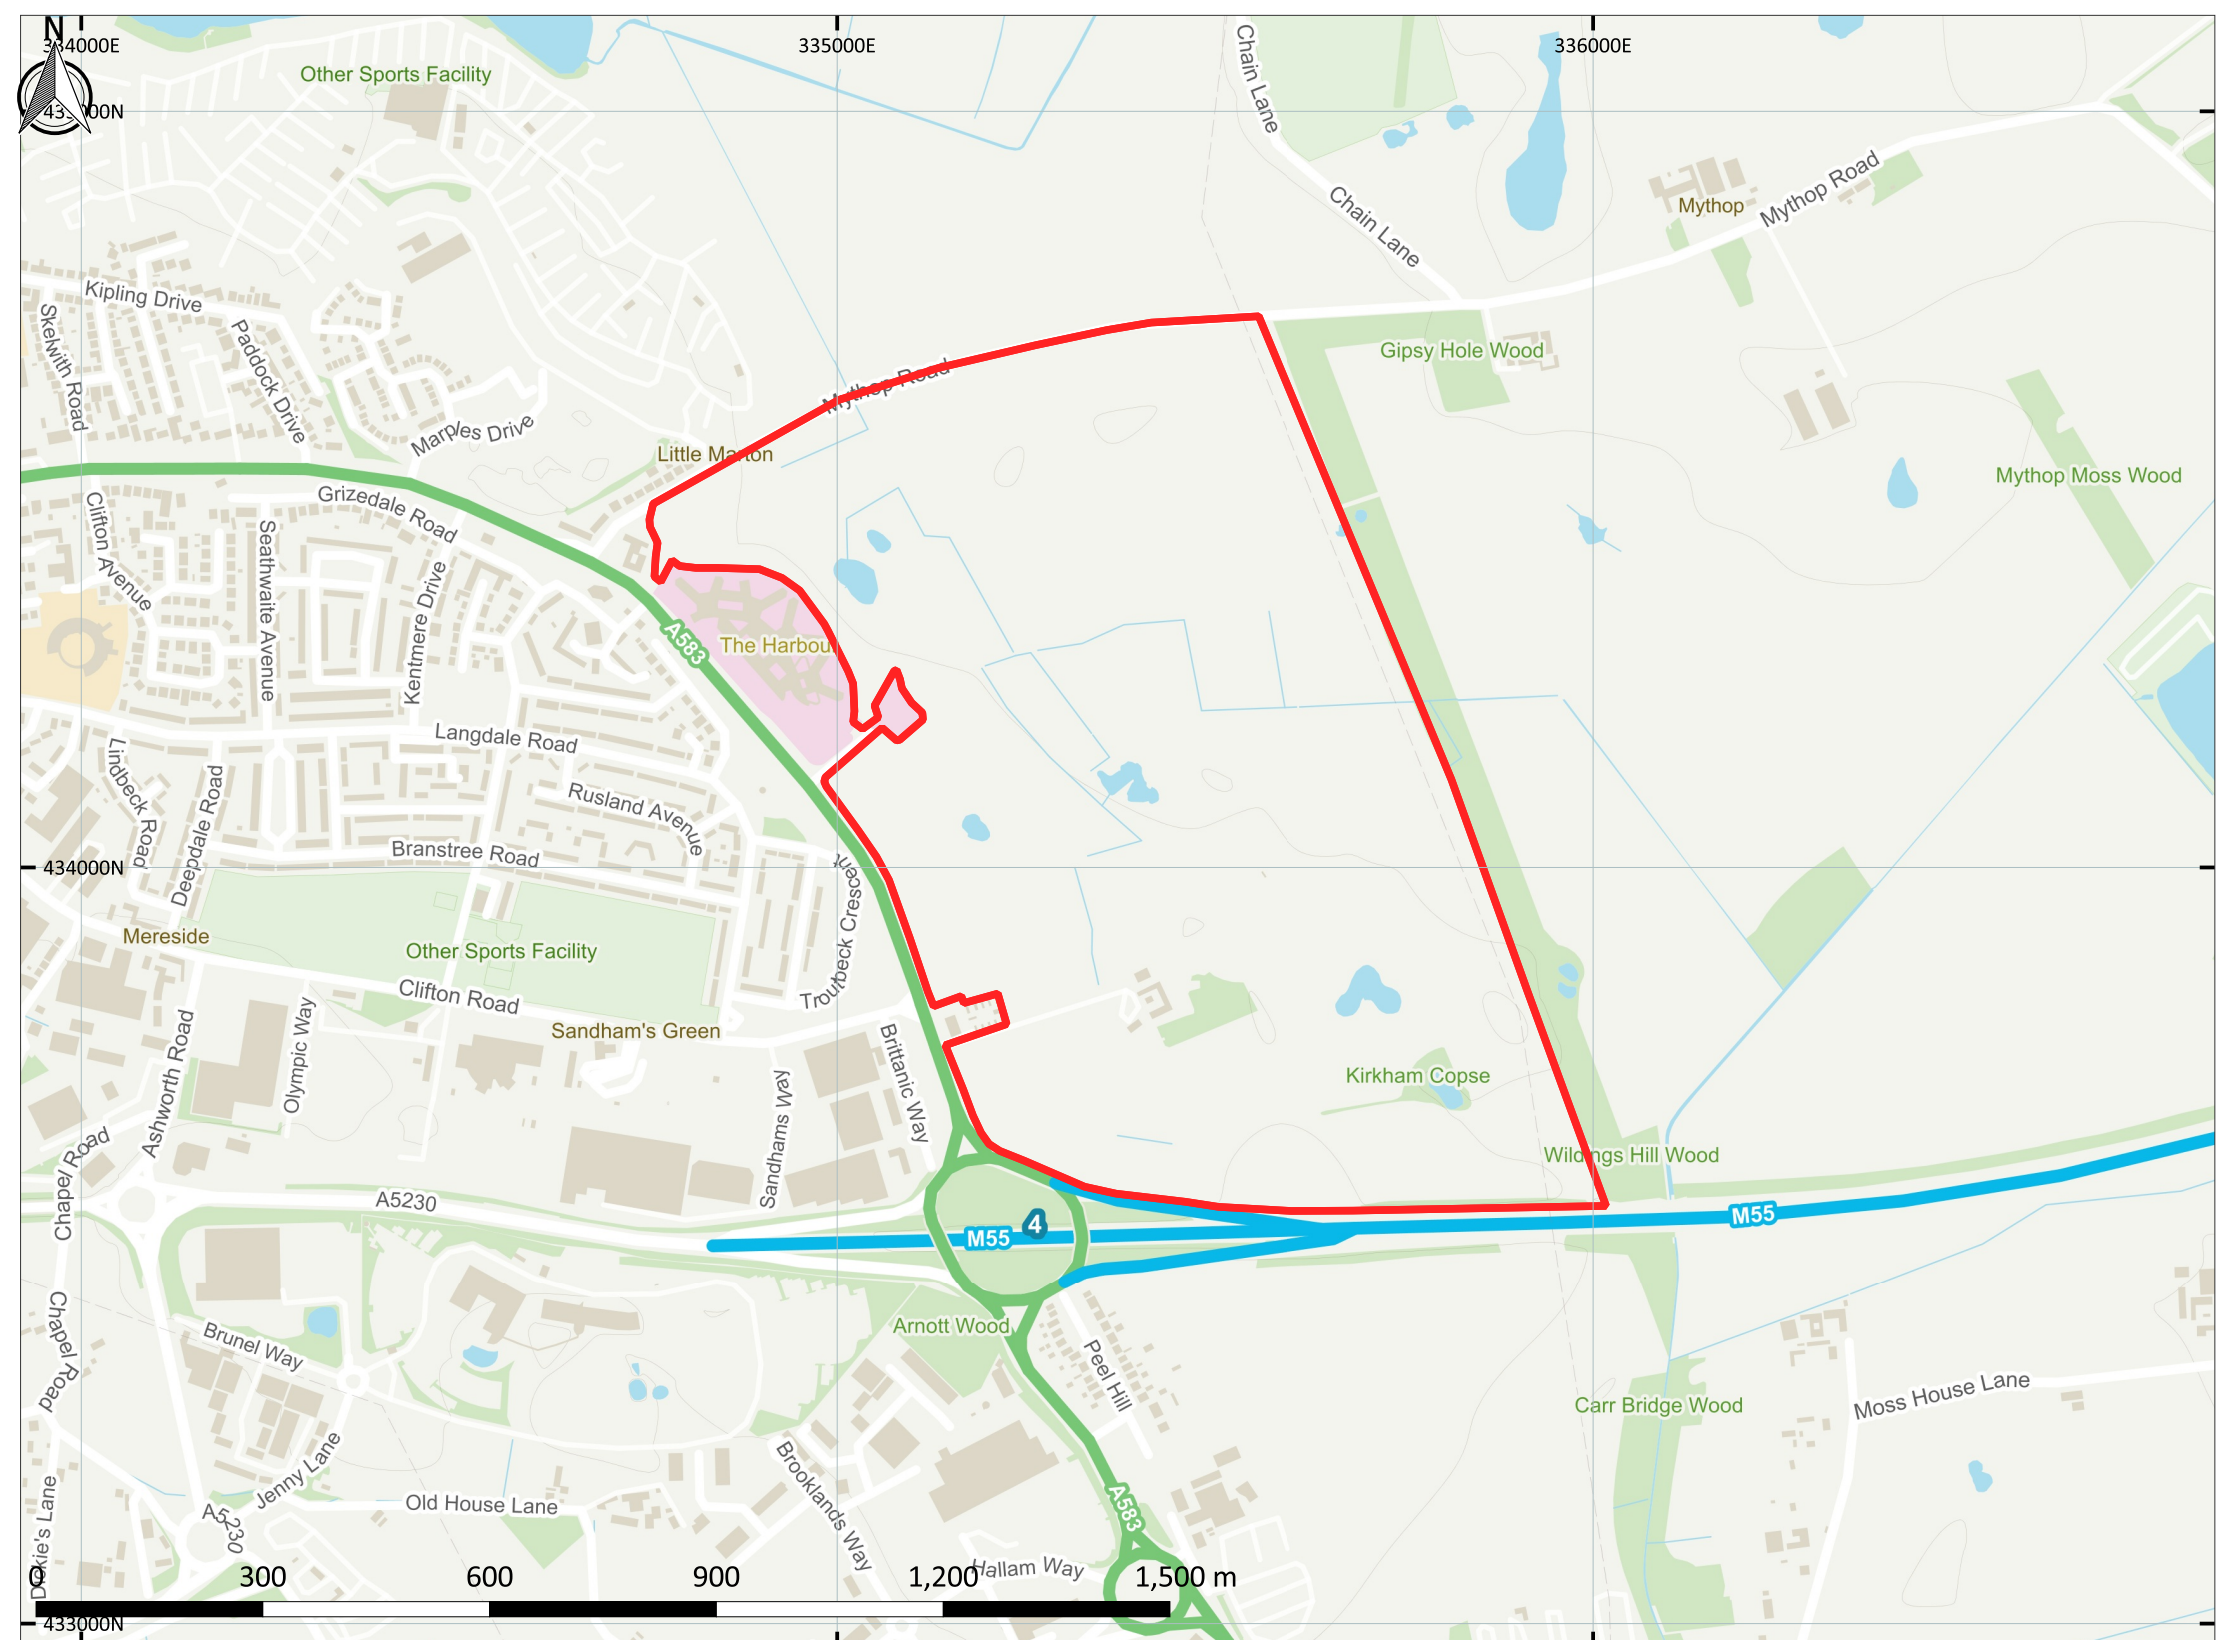 N
334000E
335000E
336000E
Other Sports Facility
Chain Lane
Chain Lane
Mythop Road
Mythop
Kipling Drive
Skelwith Road
Paddock Drive
Marples Drive
Mythop Road
Gipsy Hole Wood
Little Marton
Mythop Moss Wood
Grizedale Road
Clifton Avenue
Seathwaite Avenue
Kentmere Drive
A583
The Harbour
Langdale Road
Lindbeck Road
Deepdale Road
Rusland Avenue
Branstree Road
434000N
Troutbeck Crescent
Mereside
Other Sports Facility
Clifton Road
Sandham's Green
Ashworth Road
Olympic Way
Sandhams Way
Brittanic Way
Kirkham Copse
Wildings Hill Wood
Chapel Road
A5230
4
M55
M55
Chapel Road
Brunel Way
Arnott Wood
Peel Hill
Carr Bridge Wood
Moss House Lane
Jenny Lane
Old House Lane
Brooklands Way
A583
A5230
Dickie's Lane
Hallam Way
0 300 600 900 1,200 1,500 m
433000N